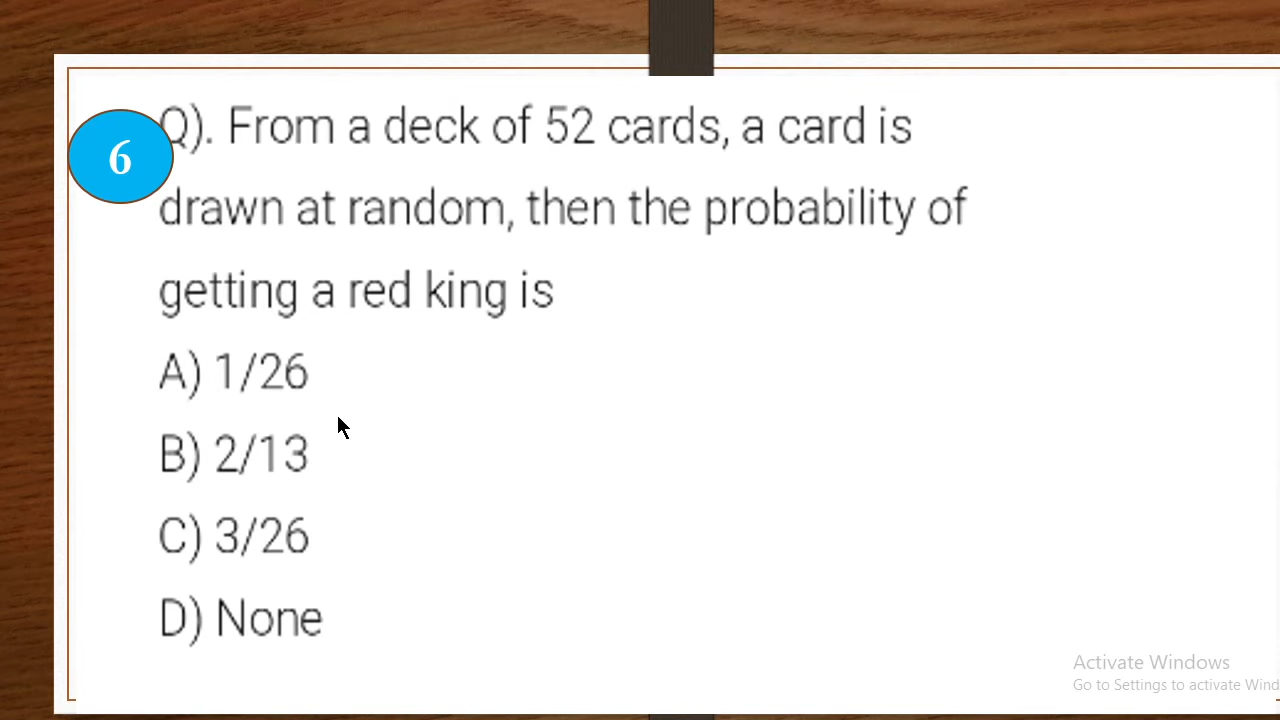 6
Q). From a deck of 52 cards, a card is
drawn at random, then the probability of
getting a red king is
A) 1/26
B) 2/13
C) 3/26
D) None
Activate Windows
Go to Settings to activate Wind